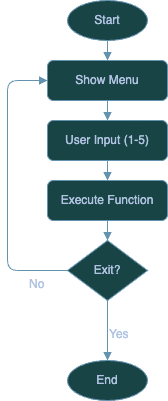 Start
Show Menu
User Input (1-5)
Execute Function
Exit?
No
Yes
End